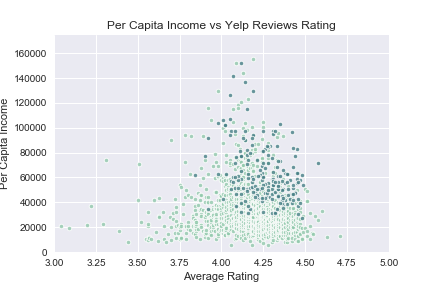 Per Capita Income vs Yelp Reviews Rating
Per Capita Income
160000
140000
120000
100000
80000
60000
40000
20000
0
3.00 3.25 3.50 3.75 4.00 4.25 4.50 4.75 5.00
Average Rating